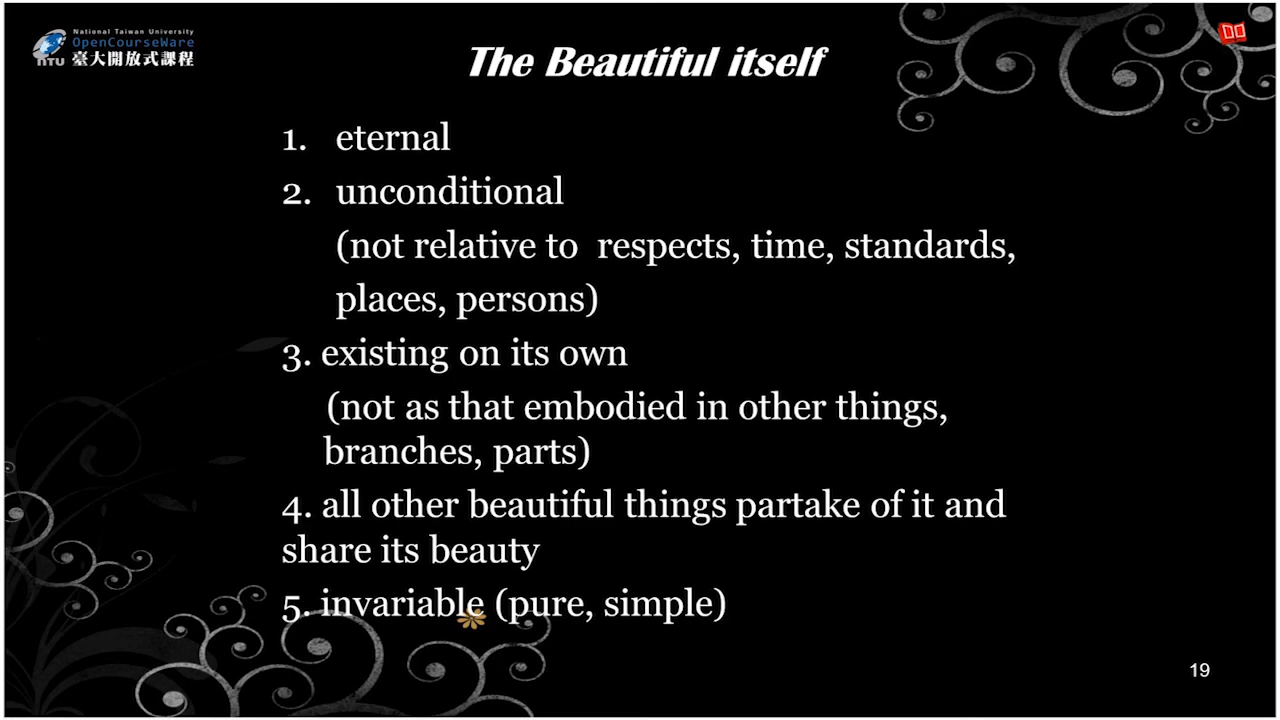 National Taiwan University
OpenCourseWare
NTU 臺大開放式課程
The Beautiful itself
1. eternal
2. unconditional
(not relative to respects, time, standards,
places, persons)
3. existing on its own
(not as that embodied in other things,
branches, parts)
4. all other beautiful things partake of it and
share its beauty
5. invariable (pure, simple)
19